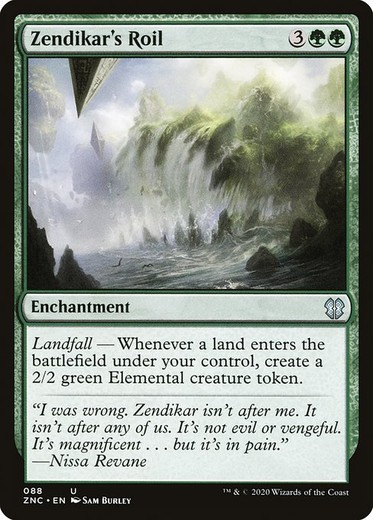 Zendikar's Roil 3
Enchantment
Landfall — Whenever a land enters the
battlefield under your control, create a
2/2 green Elemental creature token.
“I was wrong. Zendikar isn’t after me. It
isn’t after any of us. It’s not evil or vengeful.
It’s magnificent . . . but it’s in pain.”
—Nissa Revane
088 U
ZNC • EN SAM BURLEY ™ & © 2020 Wizards of the Coast